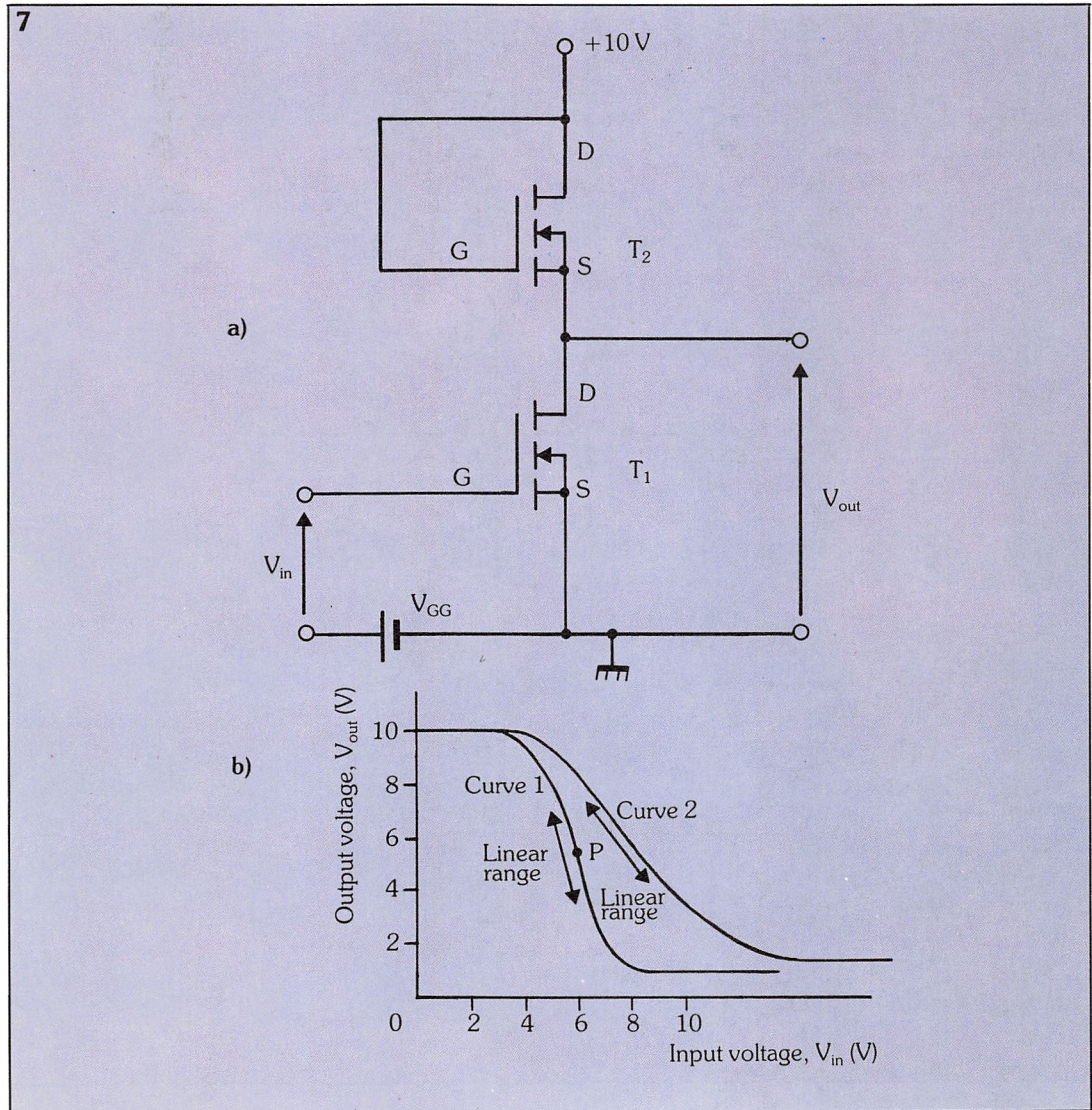 7
+10 V
D
G
S
T2
a)
D
G
S
T1
Vin
VGG
Vout
b)
Output voltage, Vout (V)
10
8
6
4
2
Curve 1
Curve 2
P
Linear
range
Linear
range
0
2
4
6
8
10
Input voltage, Vin (V)